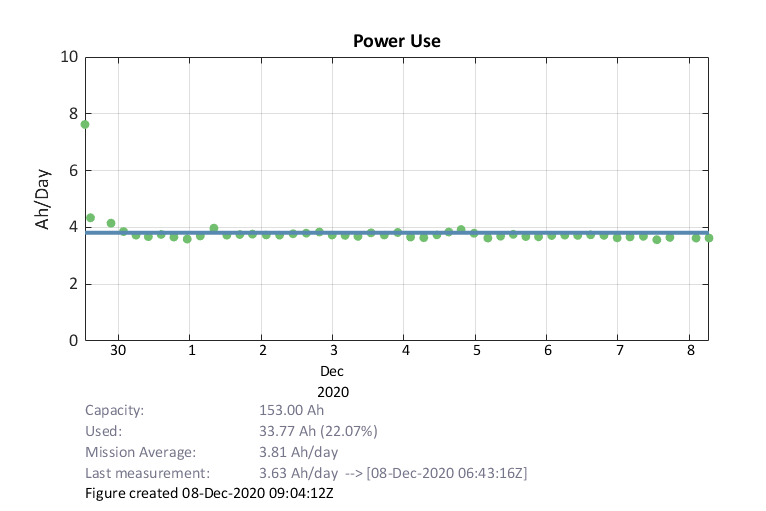 Power Use
10
8
6
4
2
0
Ah/Day
30 1 2 3 4 5 6 7 8
Dec
2020
Capacity: 153.00 Ah
Used: 33.77 Ah (22.07%)
Mission Average: 3.81 Ah/day
Last measurement: 3.63 Ah/day --> [08-Dec-2020 06:43:16Z]
Figure created 08-Dec-2020 09:04:12Z